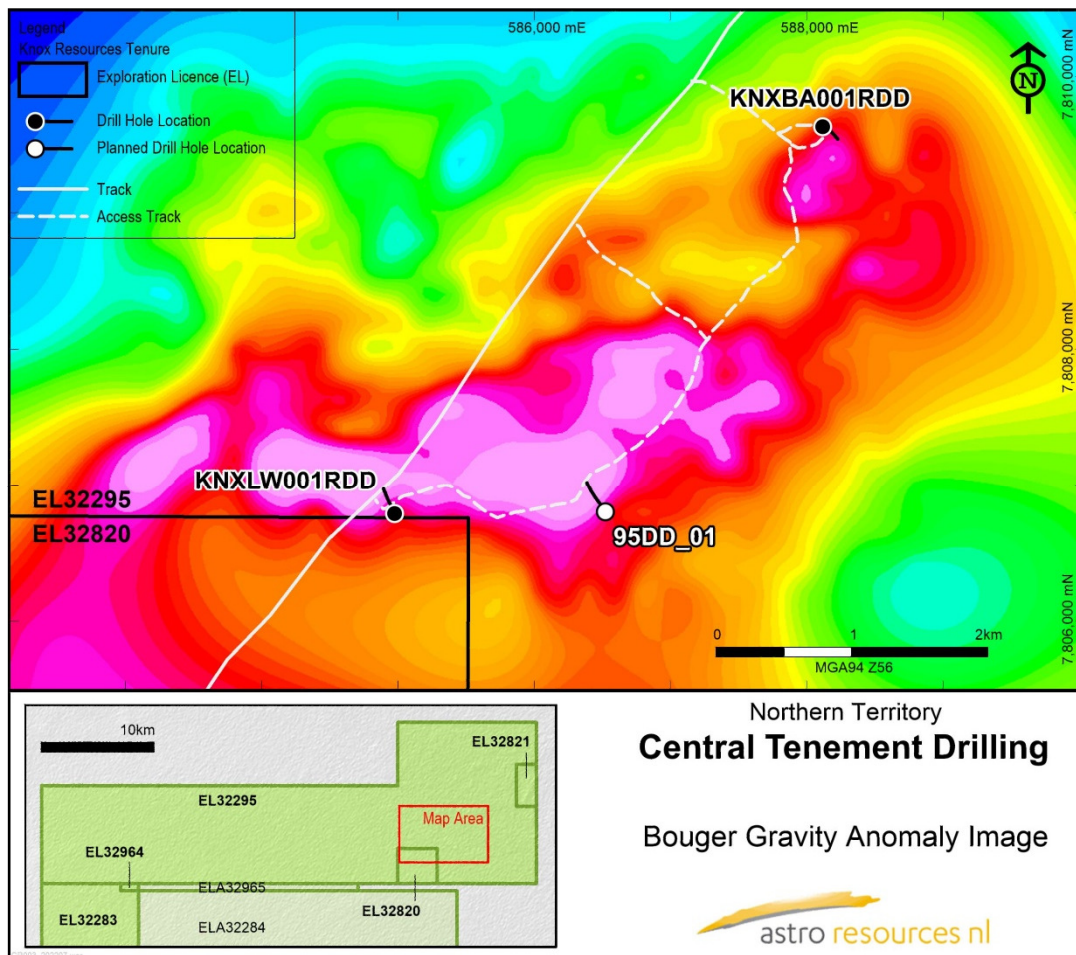 Legend
Knox Resources Tenure
Exploration Licence (EL)
Drill Hole Location
Planned Drill Hole Location
Track
Access Track
586,000 mE
588,000 mE
N
7,810,000 mN
7,808,000 mN
7,806,000 mN
KNXBA001RDD
KNXLW001RDD
95DD_01
EL32295
EL32820
0 1 2km
MGA94 Z56
10km
EL32821
EL32295
Map Area
EL32964
ELA32965
EL32283
ELA32284
EL32820
Northern Territory
Central Tenement Drilling
Bouger Gravity Anomaly Image
astro resources nl